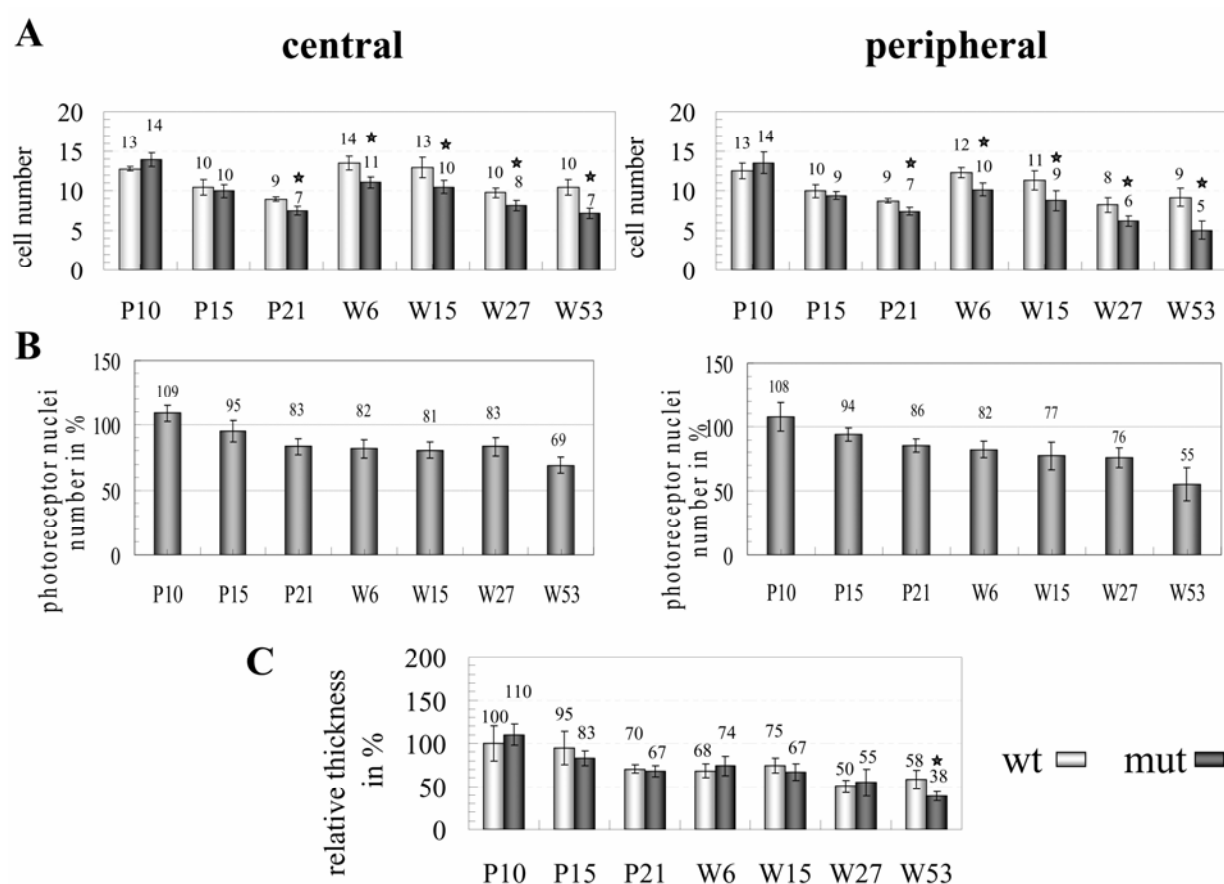 A
central
peripheral
cell number
20
15
10
5
0
13 14 10 10 9 ★ 7 14 ★ 11 13 ★ 10 10 ★ 8 10 ★ 7
P10 P15 P21 W6 W15 W27 W53
cell number
20
15
10
5
0
13 14 10 9 9 ★ 7 12 ★ 10 11 ★ 9 8 ★ 6 9 ★ 5
P10 P15 P21 W6 W15 W27 W53
B
photoreceptor nuclei
number in %
150
100
50
0
109 95 83 82 81 83 69
P10 P15 P21 W6 W15 W27 W53
photoreceptor nuclei
number in %
150
100
50
0
108 94 86 82 77 76 55
P10 P15 P21 W6 W15 W27 W53
C
relative thickness
in %
200
150
100
50
0
100 110 95 83 70 67 68 74 75 67 50 55 58 ★ 38
P10 P15 P21 W6 W15 W27 W53
wt mut